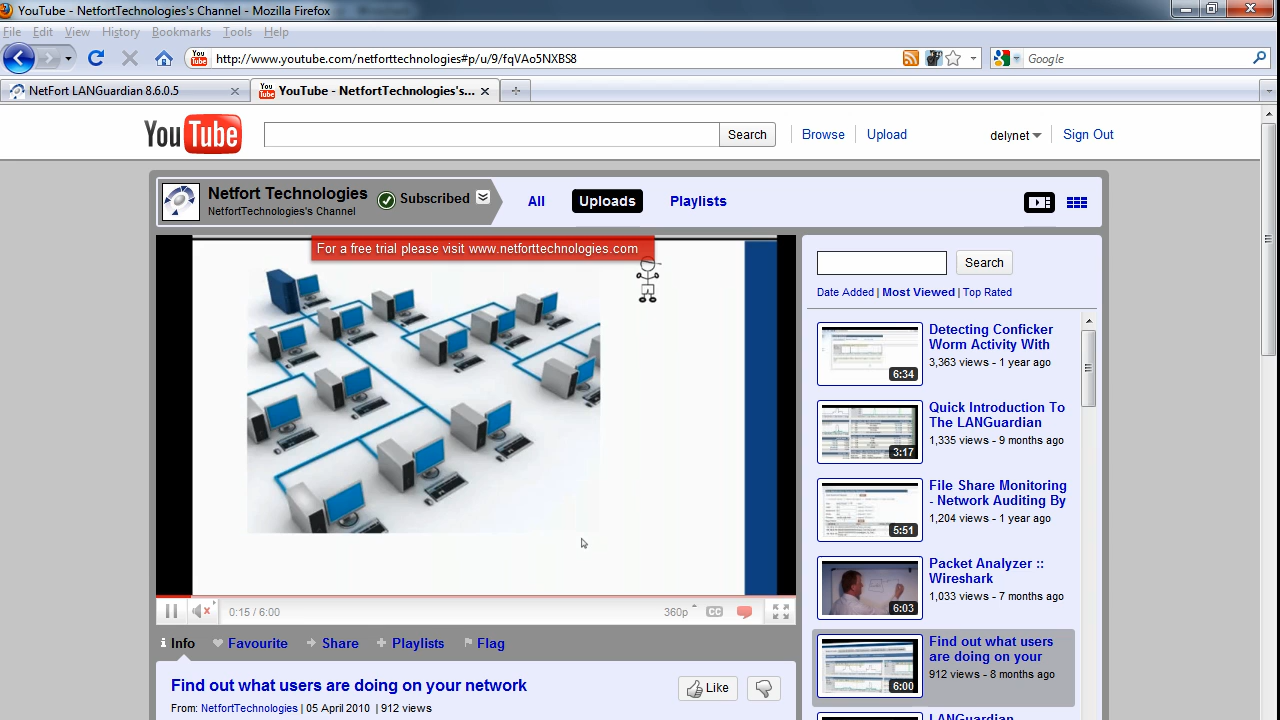 YouTube - NetfortTechnologies's Channel - Mozilla Firefox
File Edit View History Bookmarks Tools Help
http://www.youtube.com/netforttechnologies#p/u/9/fqVAo5NXBS8
Google
NetFort LANGuardian 8.6.0.5
YouTube - NetfortTechnologies's...
YouTube
Search
Browse
Upload
delynet
Sign Out
Netfort Technologies
NetfortTechnologies's Channel
Subscribed
All
Uploads
Playlists
For a free trial please visit www.netforttechnologies.com
Search
Date Added | Most Viewed | Top Rated
Detecting Conficker
Worm Activity With
3,363 views - 1 year ago
6:34
Quick Introduction To
The LANGuardian
1,335 views - 9 months ago
3:17
File Share Monitoring
- Network Auditing By
1,204 views - 1 year ago
5:51
Packet Analyzer ::
Wireshark
1,033 views - 7 months ago
6:03
Find out what users
are doing on your
912 views - 8 months ago
6:00
LANGuardian
0:15 / 6:00
360p
CC
Info
Favourite
Share
Playlists
Flag
Find out what users are doing on your network
Like
From: NetfortTechnologies | 05 April 2010 | 912 views